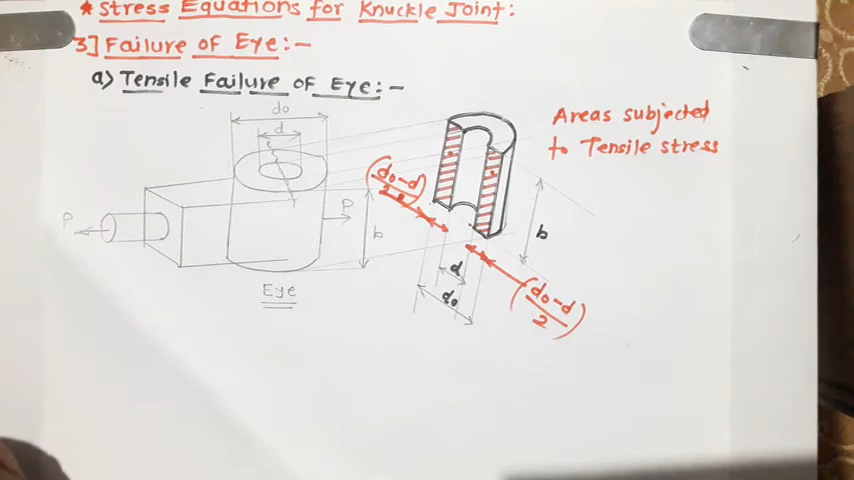 * Stress Equations for Knuckle Joint:
3] Failure of Eye:-
a) Tensile Failure of Eye:-
do
d
Areas subjected
to Tensile stress
(do-d)
2
P
P
b
b
d
do
Eye
(do-d)
2